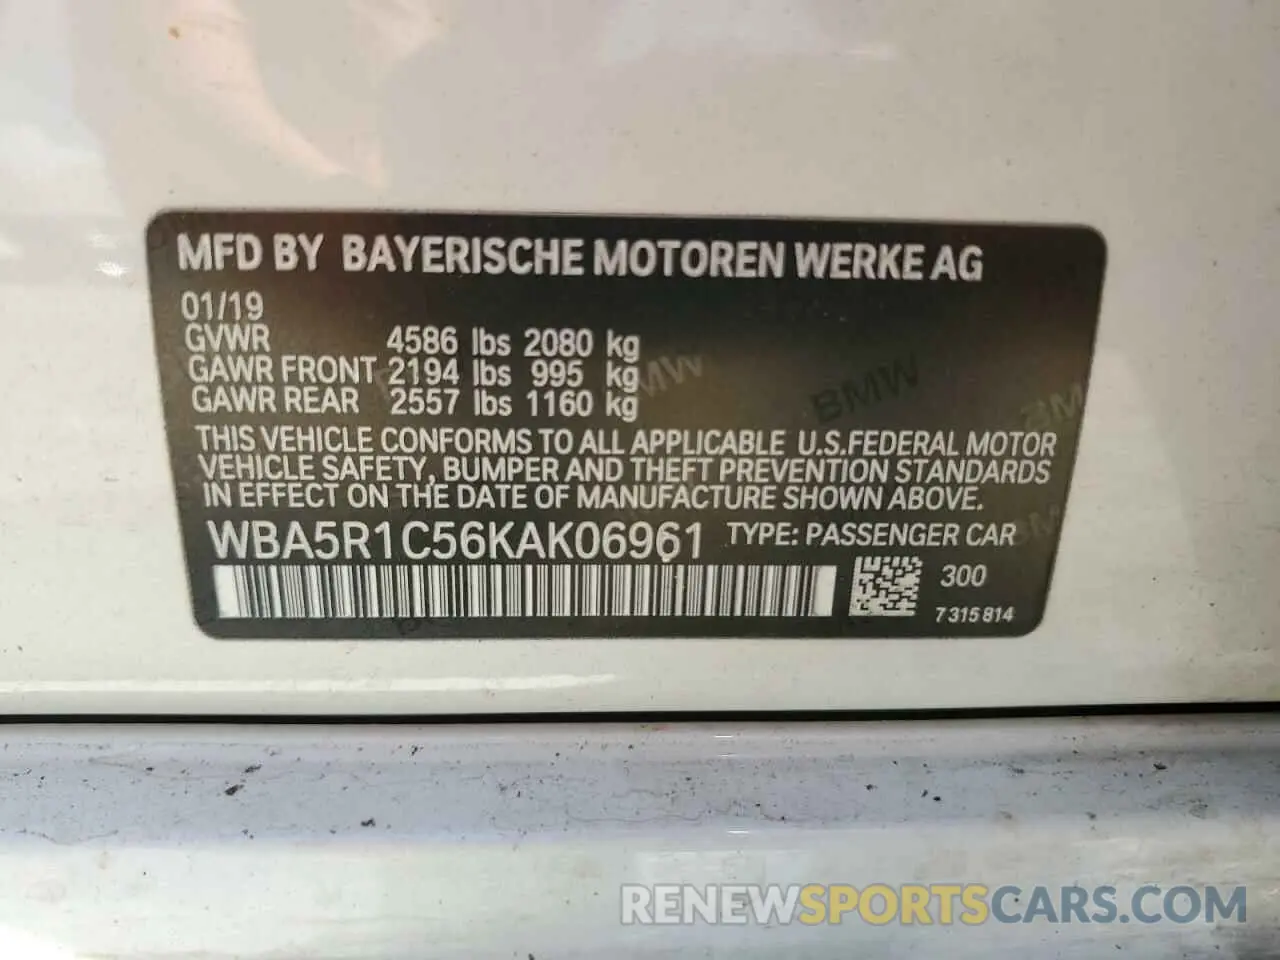 MFD BY BAYERISCHE MOTOREN WERKE AG
01/19
GVWR 4586 lbs 2080 kg
GAWR FRONT 2194 lbs 995 kg
GAWR REAR 2557 lbs 1160 kg
THIS VEHICLE CONFORMS TO ALL APPLICABLE U.S.FEDERAL MOTOR
VEHICLE SAFETY, BUMPER AND THEFT PREVENTION STANDARDS
IN EFFECT ON THE DATE OF MANUFACTURE SHOWN ABOVE.
WBA5R1C56KAK06961 TYPE: PASSENGER CAR
300
7 315 814
BMW
BMW
BMW
RENEWSPORTSCARS.COM